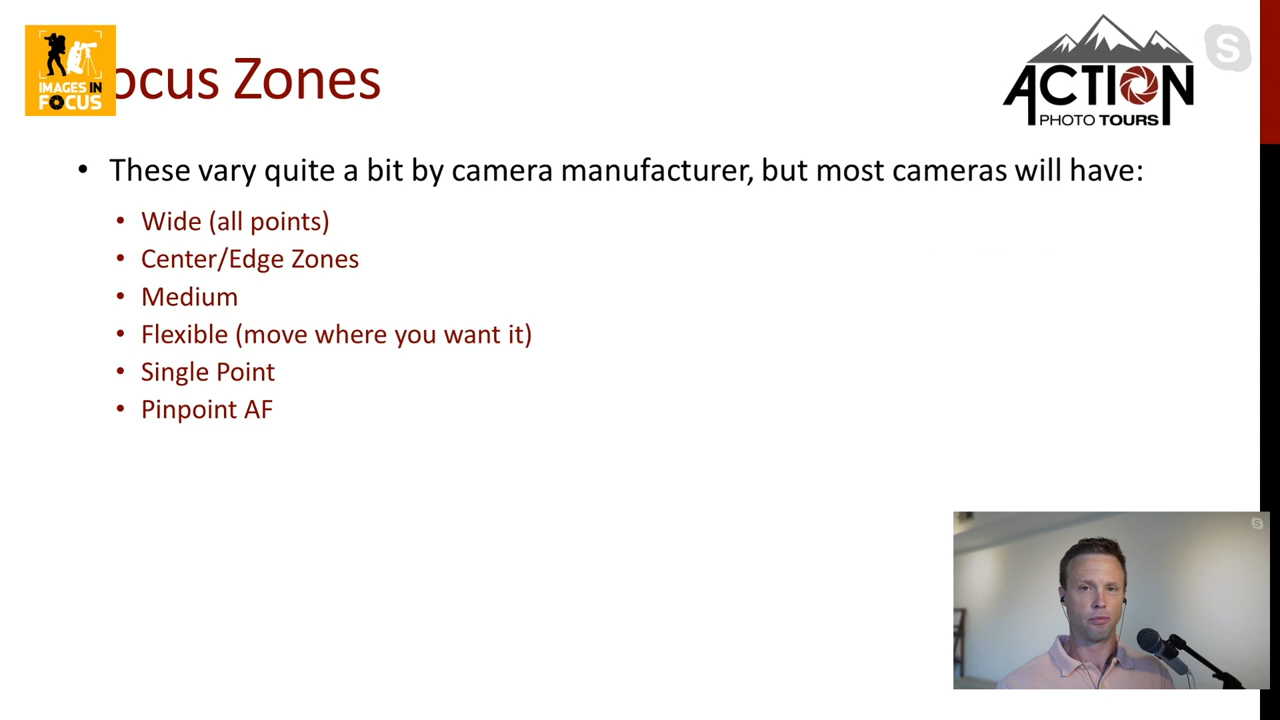 IMAGES IN
FOCUS
ocus Zones
ACTION
PHOTO TOURS
• These vary quite a bit by camera manufacturer, but most cameras will have:
• Wide (all points)
• Center/Edge Zones
• Medium
• Flexible (move where you want it)
• Single Point
• Pinpoint AF